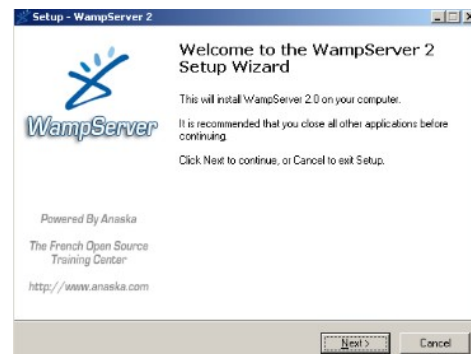 Setup - WampServer 2
WampServer
Powered By Anaska
The French Open Source
Training Center
http://www.anaska.com
Welcome to the WampServer 2
Setup Wizard
This will install WampServer 2.0 on your computer.
It is recommended that you close all other applications before
continuing.
Click Next to continue, or Cancel to exit Setup.
Next >
Cancel